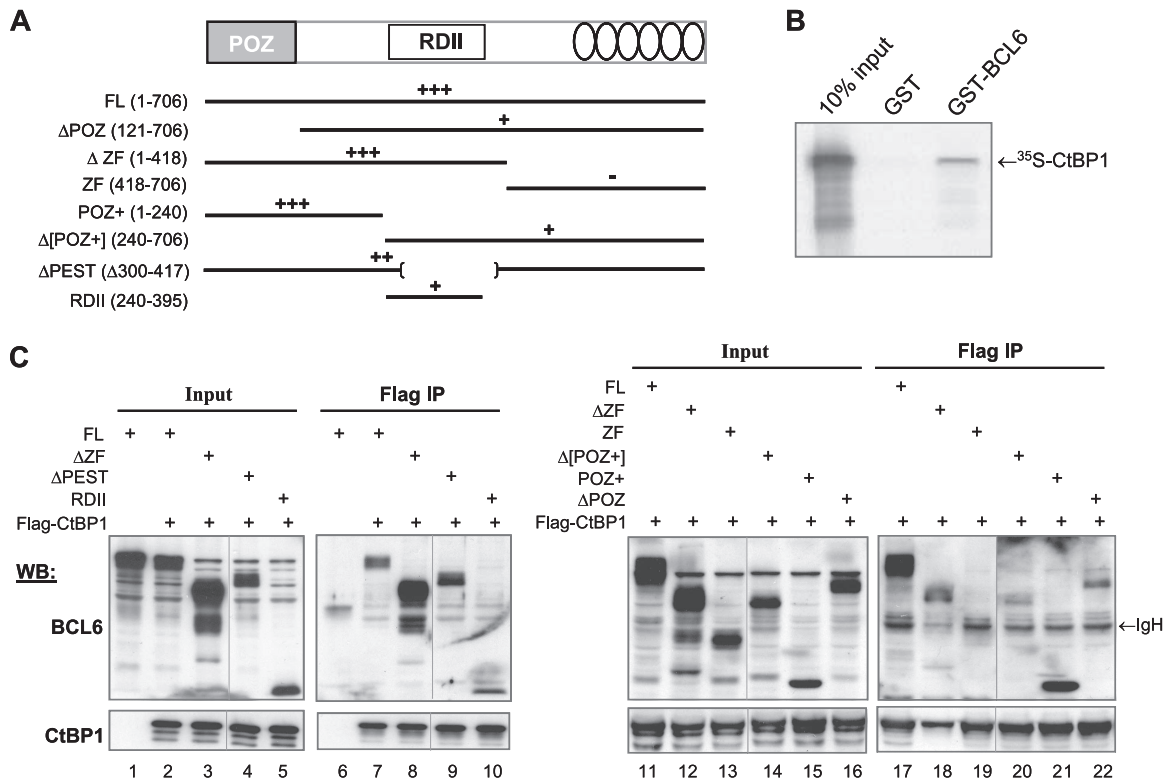 A
POZ
RDII
FL (1-706)
+++
ΔPOZ (121-706)
+
Δ ZF (1-418)
+++
ZF (418-706)
-
POZ+ (1-240)
+++
Δ[POZ+] (240-706)
+
ΔPEST (Δ300-417)
++
RDII (240-395)
+
B
10% input
GST
GST-BCL6
←³⁵S-CtBP1
C
Input
Flag IP
FL + + + +
ΔZF + +
ΔPEST + +
RDII + +
Flag-CtBP1 + + + + + + + +
WB:
BCL6
CtBP1
1 2 3 4 5 6 7 8 9 10
Input
Flag IP
FL + +
ΔZF + +
ZF + +
Δ[POZ+] + +
POZ+ + +
ΔPOZ + +
Flag-CtBP1 + + + + + + + + + + + +
←IgH
11 12 13 14 15 16 17 18 19 20 21 22